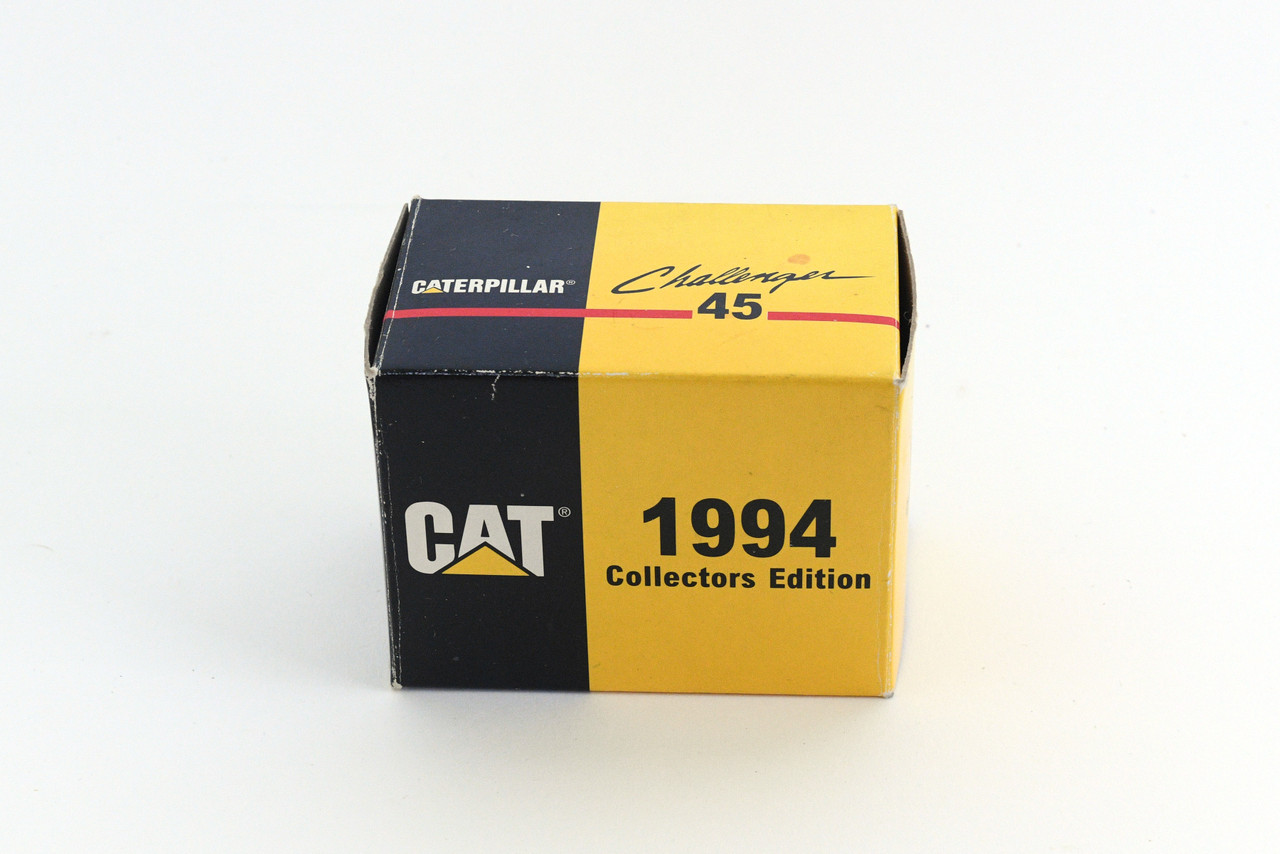 CATERPILLAR®
Challenger
45
CAT®
1994
Collectors Edition